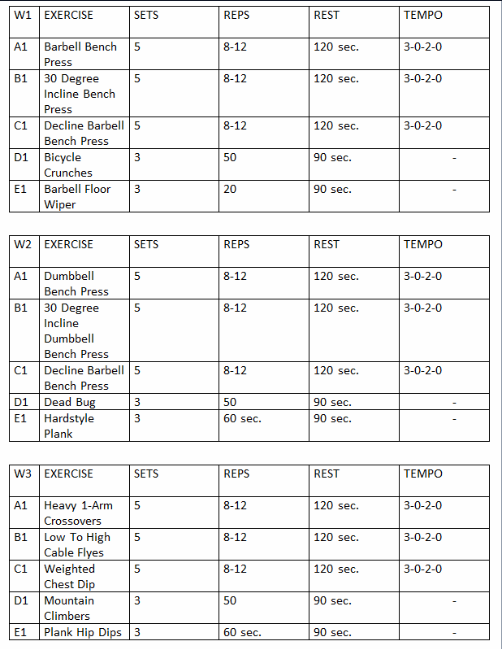 W1 EXERCISE SETS REPS REST TEMPO
A1 Barbell Bench 5 8-12 120 sec. 3-0-2-0
Press
B1 30 Degree 5 8-12 120 sec. 3-0-2-0
Incline Bench
Press
C1 Decline Barbell 5 8-12 120 sec. 3-0-2-0
Bench Press
D1 Bicycle 3 50 90 sec. -
Crunches
E1 Barbell Floor 3 20 90 sec. -
Wiper
W2 EXERCISE SETS REPS REST TEMPO
A1 Dumbbell 5 8-12 120 sec. 3-0-2-0
Bench Press
B1 30 Degree 5 8-12 120 sec. 3-0-2-0
Incline
Dumbbell
Bench Press
C1 Decline Barbell 5 8-12 120 sec. 3-0-2-0
Bench Press
D1 Dead Bug 3 50 90 sec. -
E1 Hardstyle 3 60 sec. 90 sec. -
Plank
W3 EXERCISE SETS REPS REST TEMPO
A1 Heavy 1-Arm 5 8-12 120 sec. 3-0-2-0
Crossovers
B1 Low To High 5 8-12 120 sec. 3-0-2-0
Cable Flyes
C1 Weighted 5 8-12 120 sec. 3-0-2-0
Chest Dip
D1 Mountain 3 50 90 sec. -
Climbers
E1 Plank Hip Dips 3 60 sec. 90 sec. -